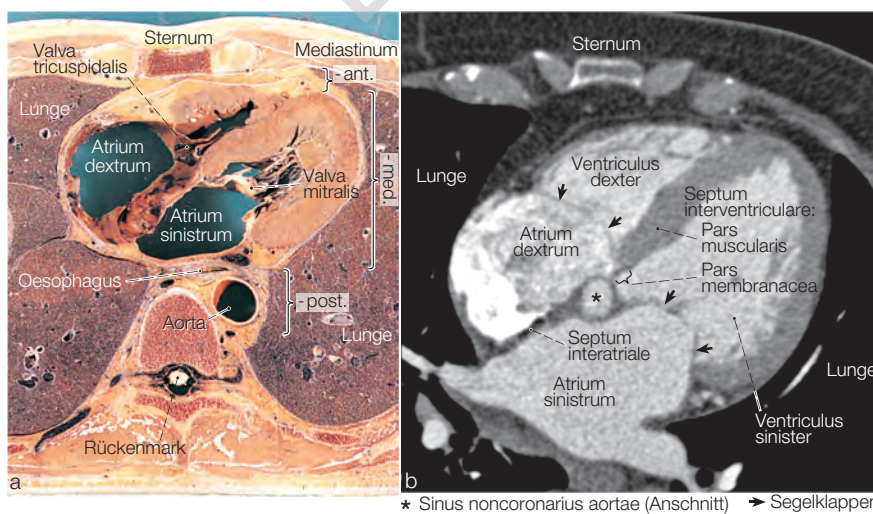 Valva
tricuspidalis
Sternum
Mediastinum
-ant.
Lunge
Atrium
dextrum
-med.
Valva
mitralis
Atrium
sinistrum
Oesophagus
-post.
Aorta
Lunge
Rückenmark
a
Sternum
Lunge
Ventriculus
dexter
Septum
interventriculare:
Pars
muscularis
Atrium
dextrum
Pars
membranacea
*
Septum
interatriale
Atrium
sinistrum
Lunge
Ventriculus
sinister
b
* Sinus noncoronarius aortae (Anschnitt) → Segelklappen